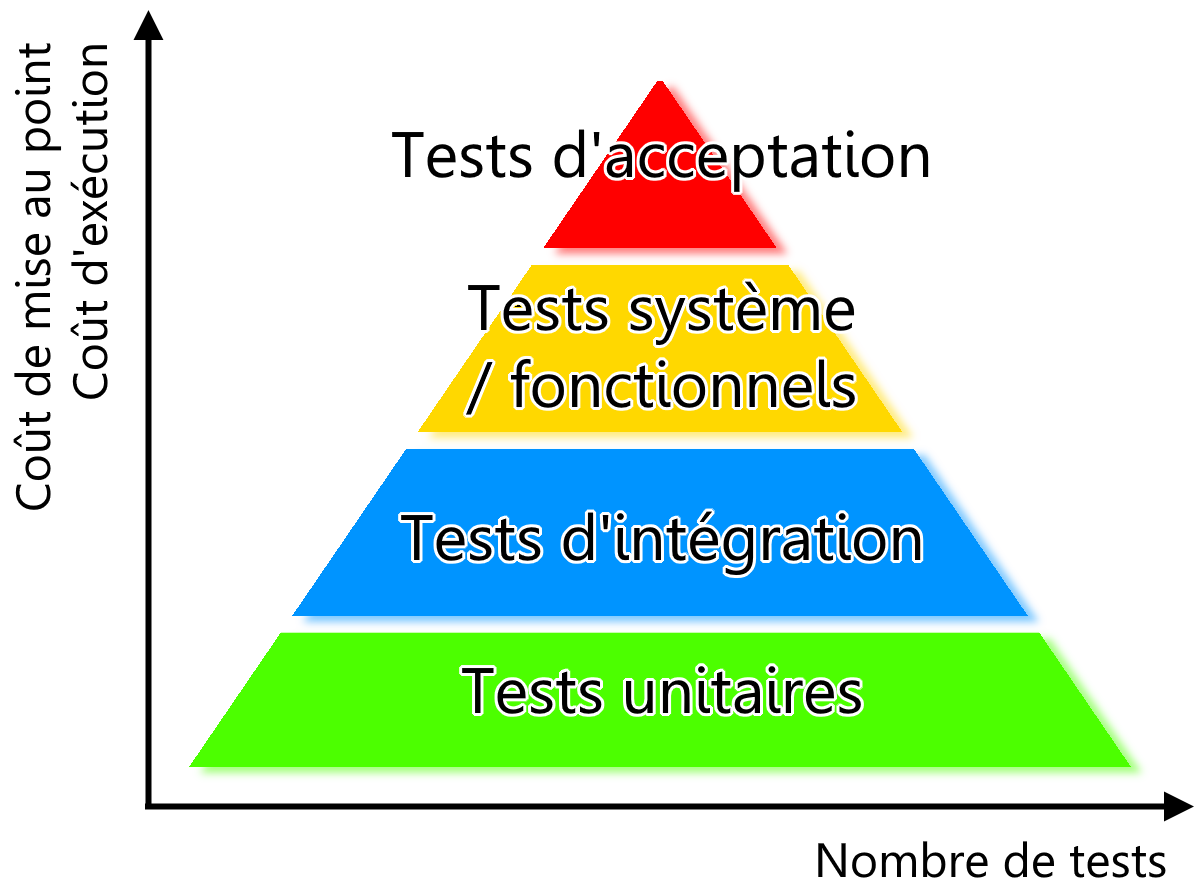 Coût de mise au point
Coût d'exécution
Tests d'acceptation
Tests système
/ fonctionnels
Tests d'intégration
Tests unitaires
Nombre de tests